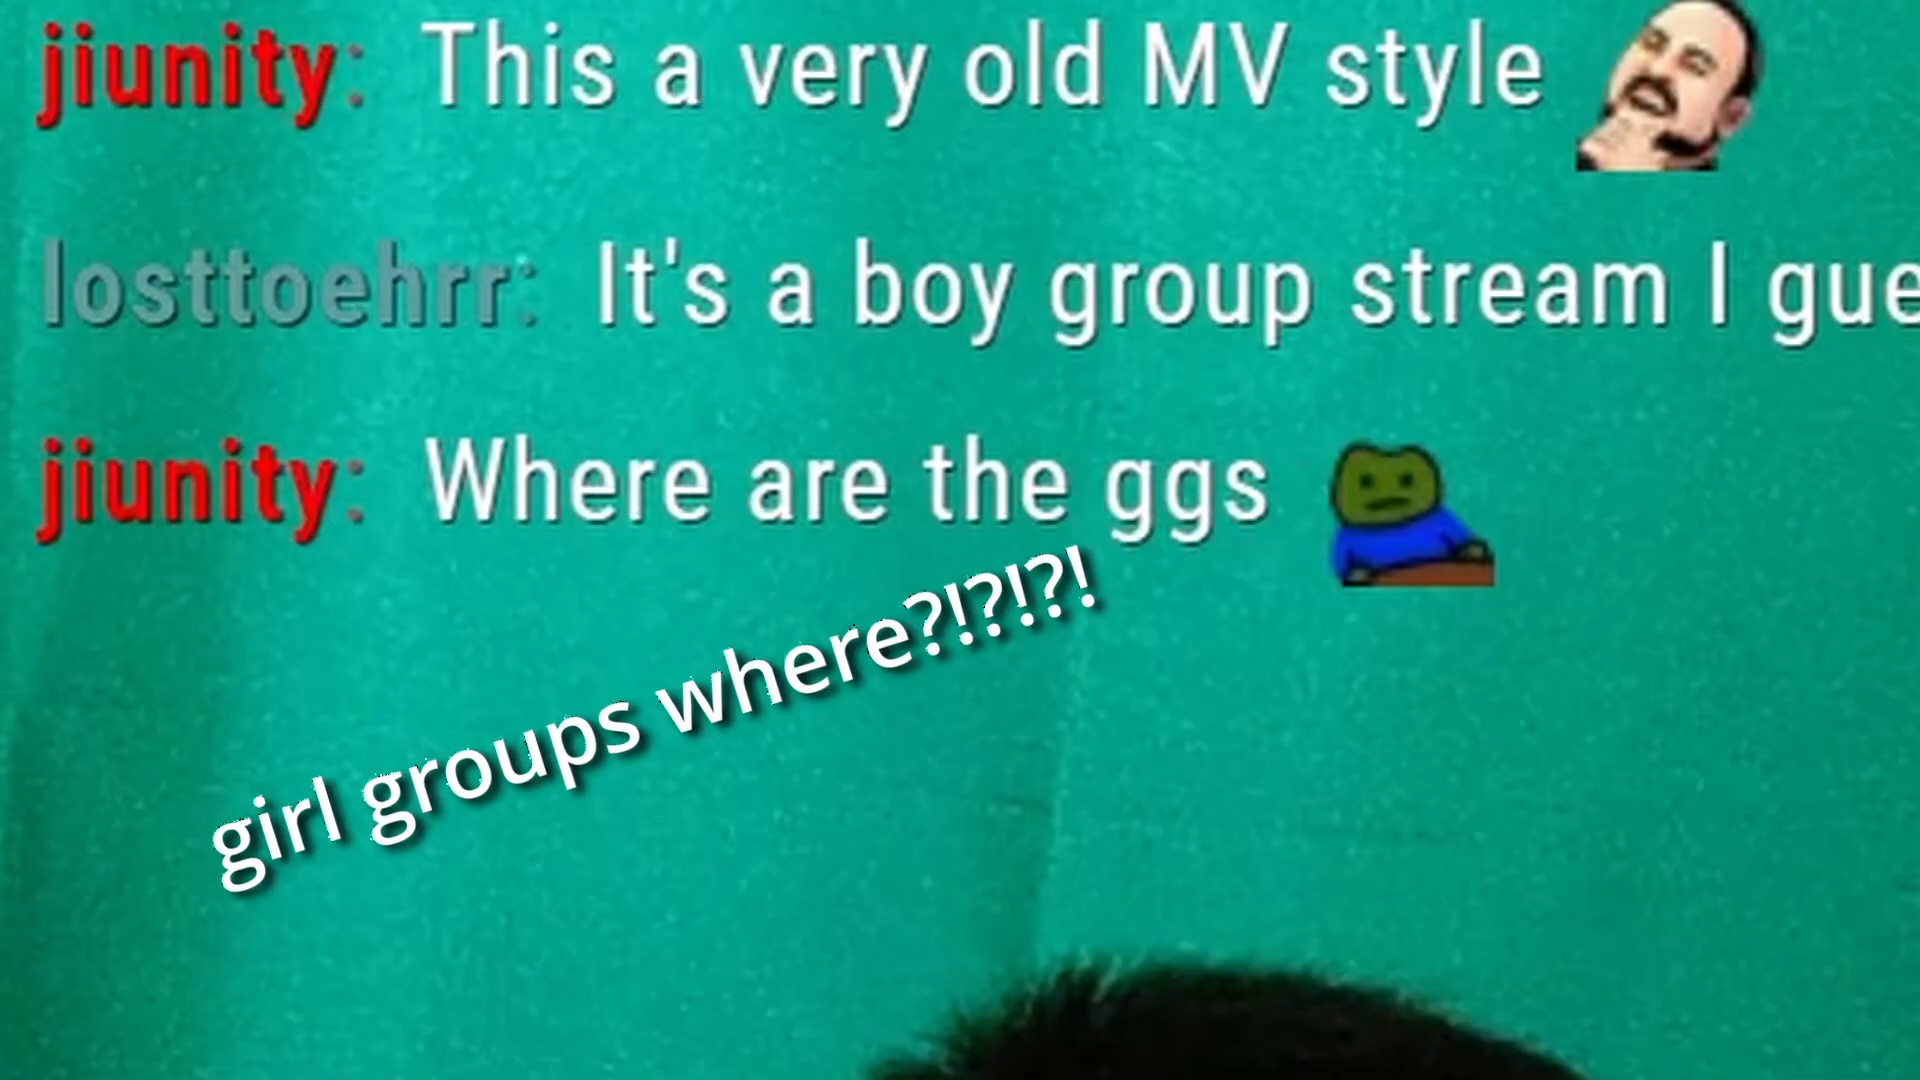 jiunity: This a very old MV style
losttoehrr: It's a boy group stream I gue
jiunity: Where are the ggs
girl groups where?!?!?!